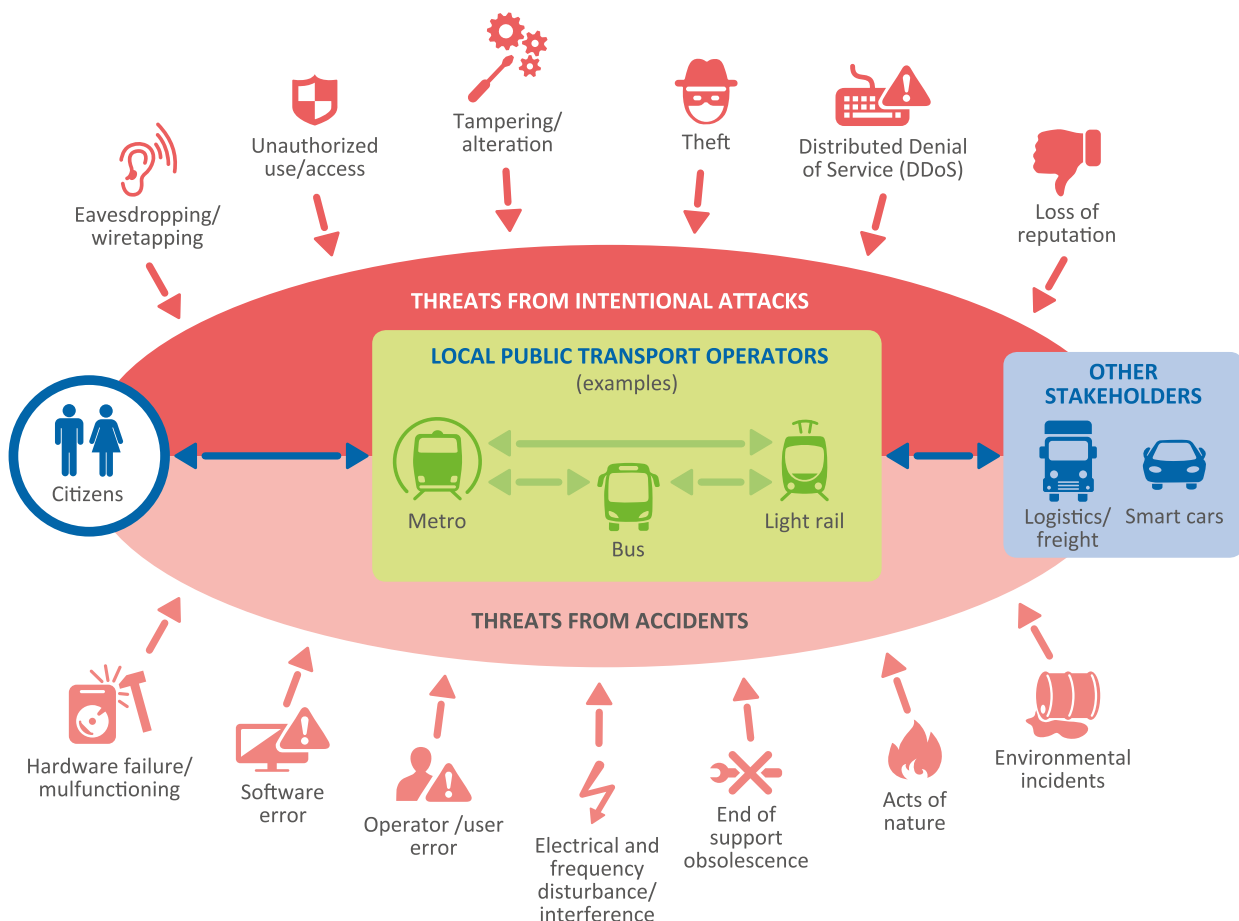 Eavesdropping/
wiretapping
Unauthorized
use/access
Tampering/
alteration
Theft
Distributed Denial
of Service (DDoS)
Loss of
reputation
THREATS FROM INTENTIONAL ATTACKS
LOCAL PUBLIC TRANSPORT OPERATORS
(examples)
Citizens
Metro
Bus
Light rail
OTHER
STAKEHOLDERS
Logistics/
freight
Smart cars
THREATS FROM ACCIDENTS
Hardware failure/
mulfunctioning
Software
error
Operator /user
error
Electrical and
frequency
disturbance/
interference
End of
support
obsolescence
Acts of
nature
Environmental
incidents